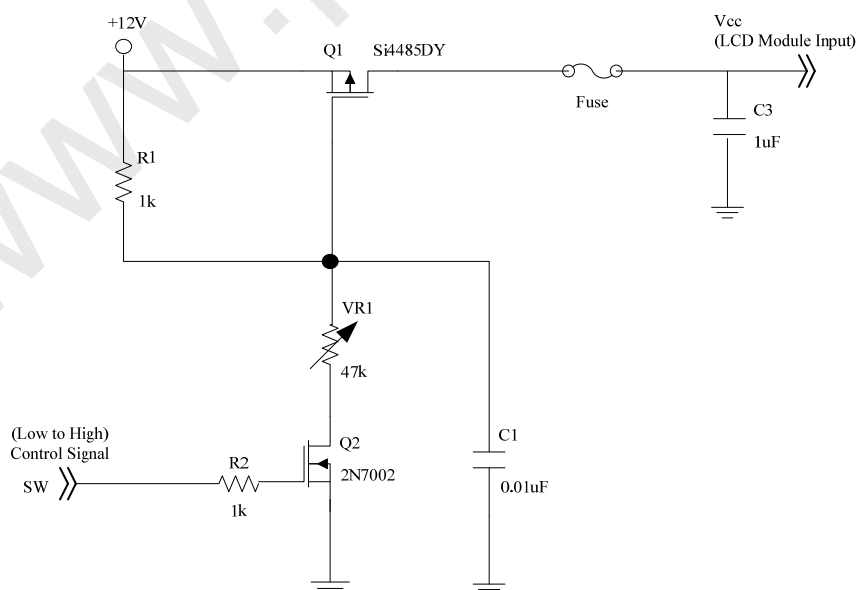 +12V
Q1
Si4485DY
Vcc
(LCD Module Input)
Fuse
C3
1uF
R1
1k
VR1
47k
(Low to High)
Control Signal
SW
R2
1k
Q2
2N7002
C1
0.01uF
www.